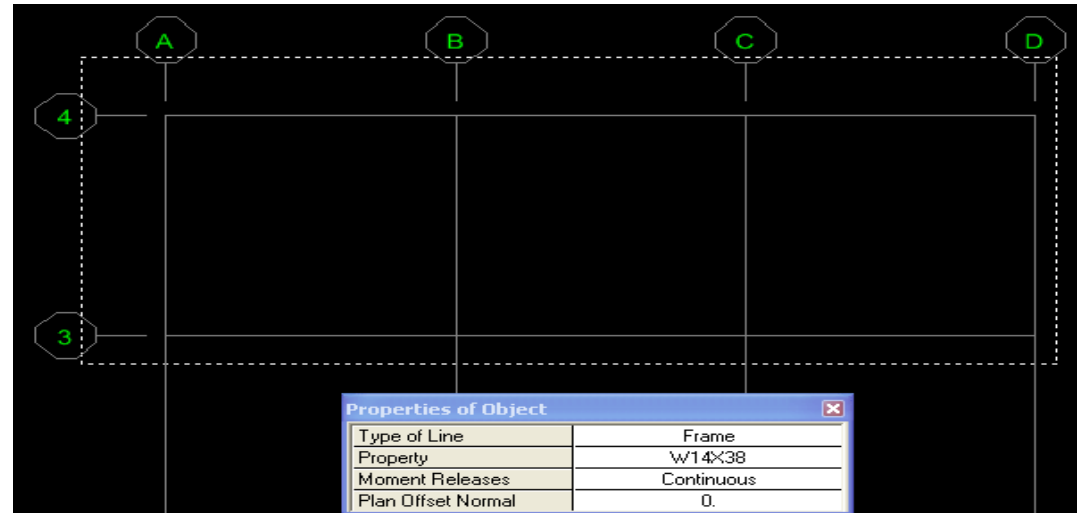 A B C D
4
3
Properties of Object
Type of Line Frame
Property W14X38
Moment Releases Continuous
Plan Offset Normal 0.